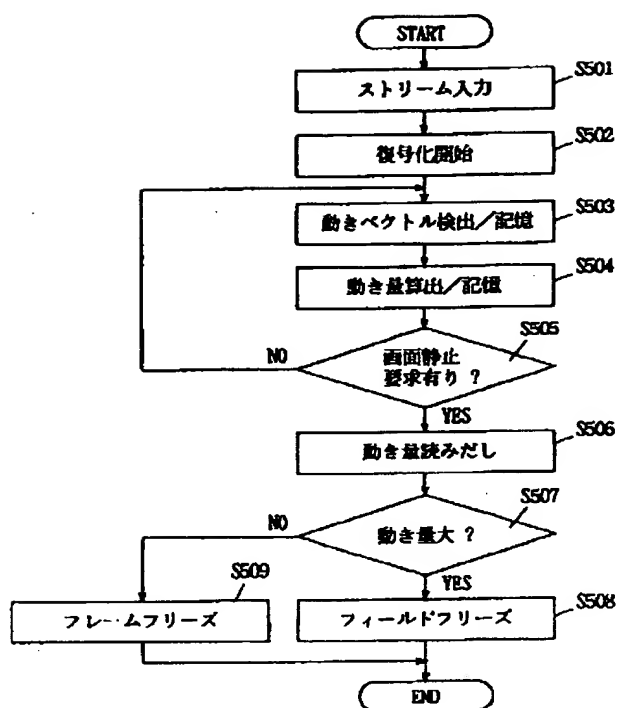 START
S501
ストリーム入力
S502
復号化開始
S503
動きベクトル検出／記憶
S504
動き量算出／記憶
S505
画面静止
要求有り ?
NO
YES
S506
動き量読みだし
S507
動き量大 ?
NO
YES
S509
フレームフリーズ
S508
フィールドフリーズ
END